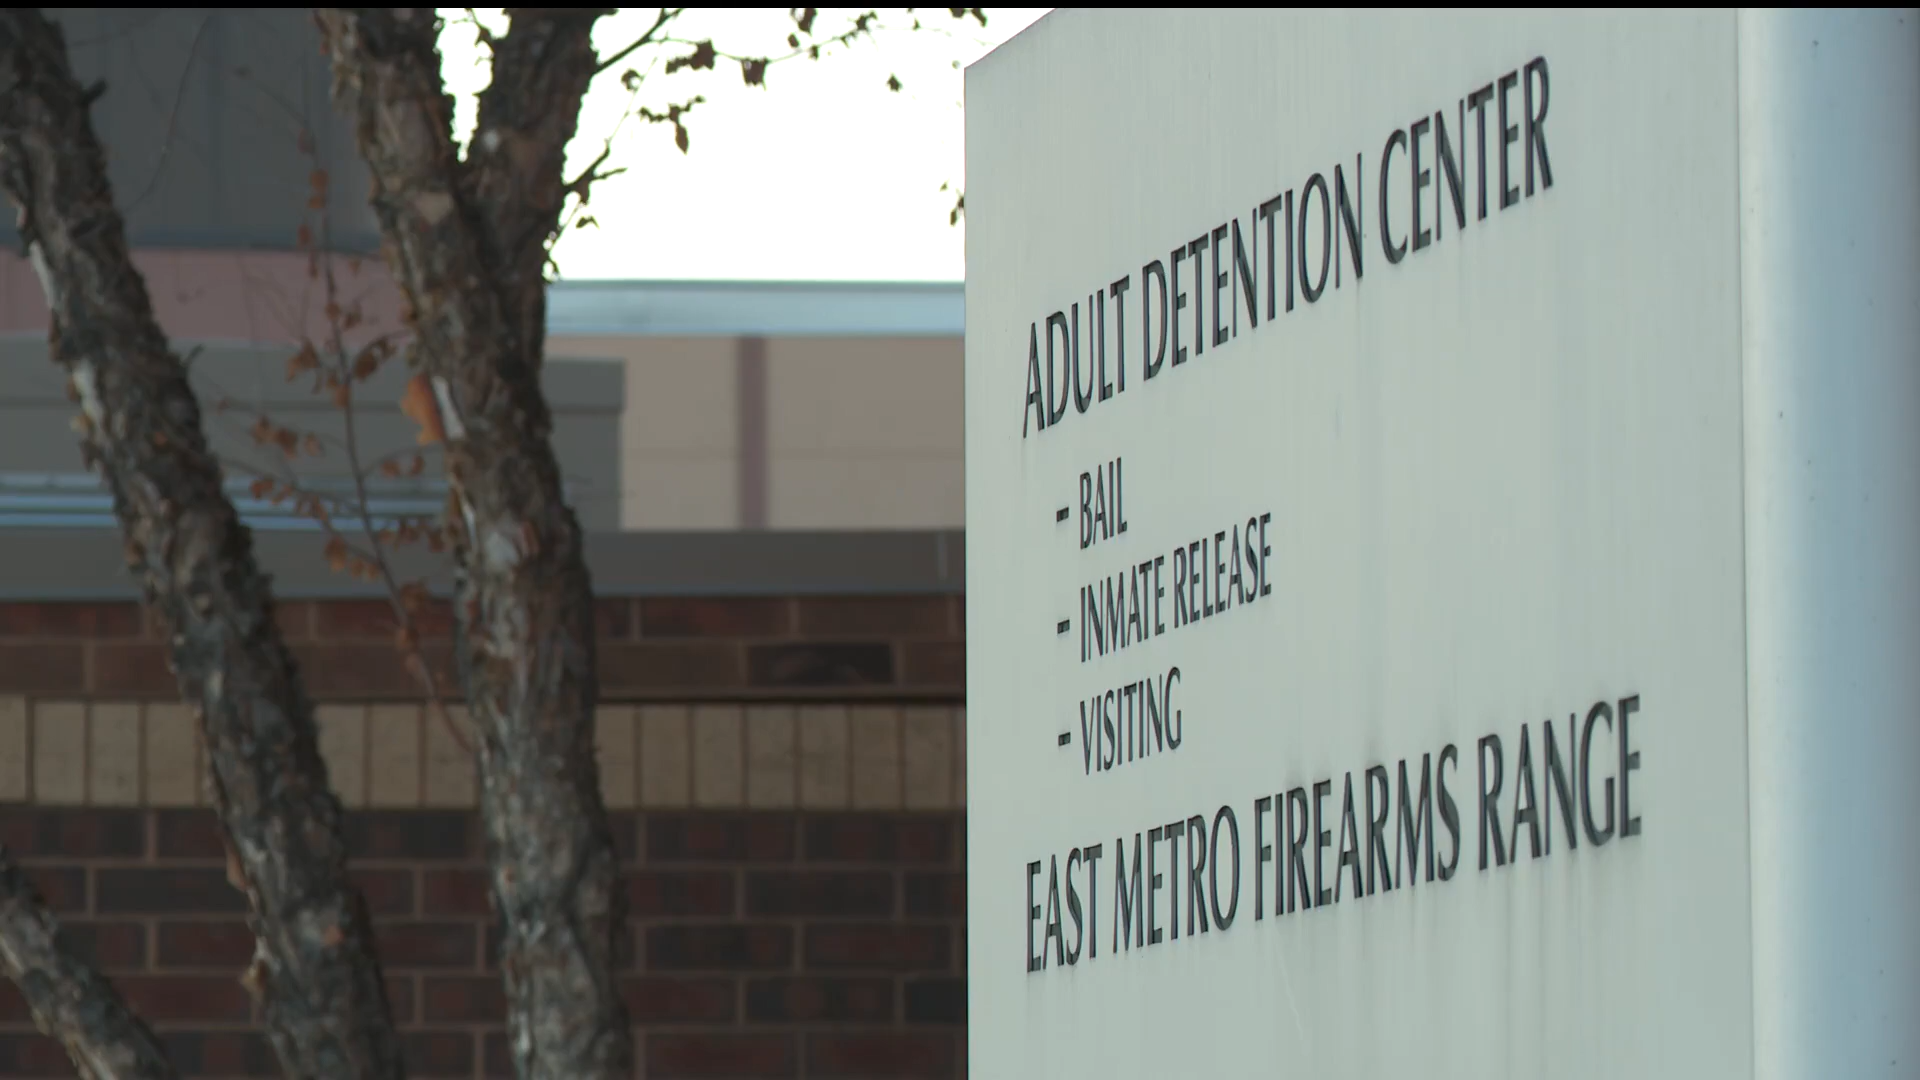 ADULT DETENTION CENTER
- BAIL
- INMATE RELEASE
- VISITING
EAST METRO FIREARMS RANGE